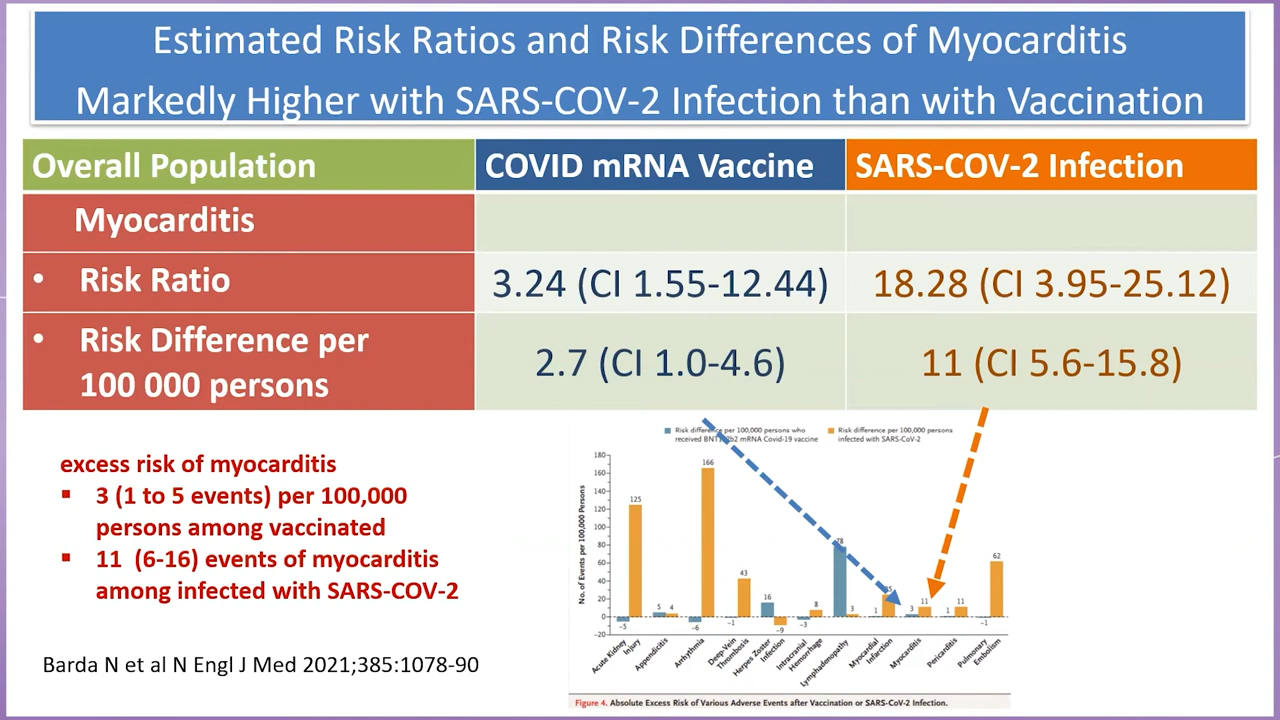 Estimated Risk Ratios and Risk Differences of Myocarditis
Markedly Higher with SARS-COV-2 Infection than with Vaccination
Overall Population
COVID mRNA Vaccine
SARS-COV-2 Infection
Myocarditis
• Risk Ratio
3.24 (CI 1.55-12.44)
18.28 (CI 3.95-25.12)
• Risk Difference per
100 000 persons
2.7 (CI 1.0-4.6)
11 (CI 5.6-15.8)
excess risk of myocarditis
▪ 3 (1 to 5 events) per 100,000
persons among vaccinated
▪ 11 (6-16) events of myocarditis
among infected with SARS-COV-2
Barda N et al N Engl J Med 2021;385:1078-90
Risk difference per 100,000 persons who
received mRNA Covid-19 vaccine
Risk difference per 100,000 persons
infected with SARS-CoV-2
No. of Events per 100,000 Persons
180
160
140
120
100
80
60
40
20
0
−20
−5
125
5
4
−6
166
−1
43
16
−9
−3
8
78
3
1
3
11
1
11
−1
62
Acute Kidney
Injury
Appendicitis
Arrhythmia
Deep-Vein
Thrombosis
Herpes Zoster
Infection
Intracranial
Hemorrhage
Lymphadenopathy
Myocardial
Infarction
Myocarditis
Pericarditis
Pulmonary
Embolism
Figure 4. Absolute Excess Risk of Various Adverse Events after Vaccination or SARS-CoV-2 Infection.